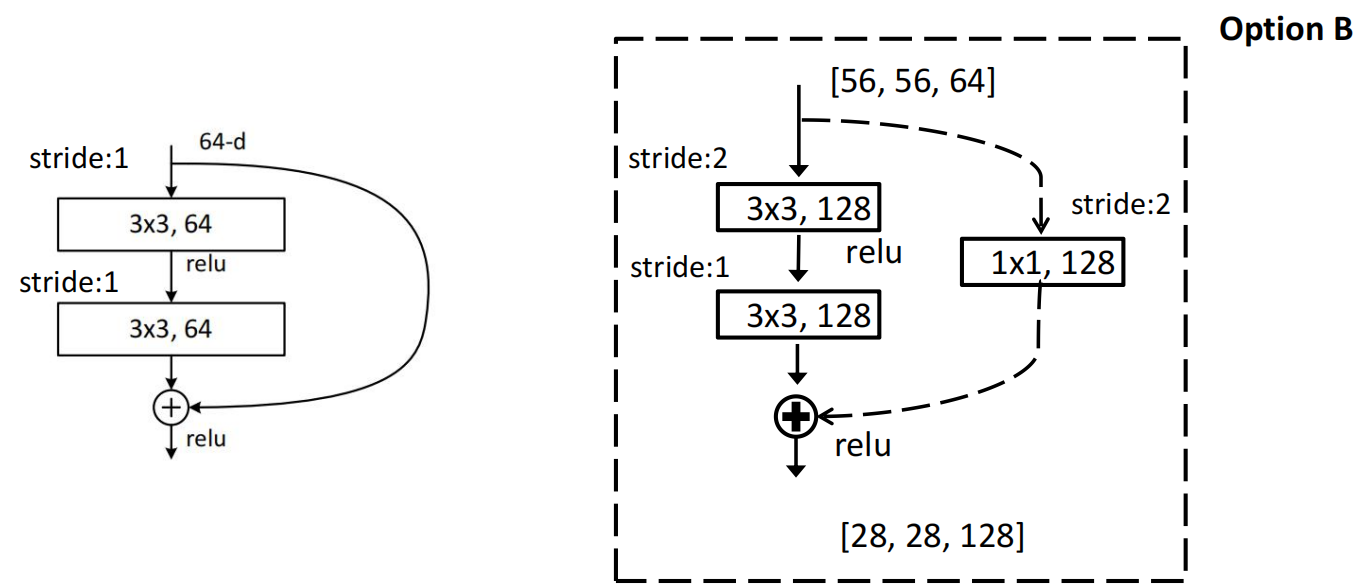 64-d
stride:1
3x3, 64
relu
stride:1
3x3, 64
relu
Option B
[56, 56, 64]
stride:2
3x3, 128
stride:2
relu
1x1, 128
stride:1
3x3, 128
relu
[28, 28, 128]